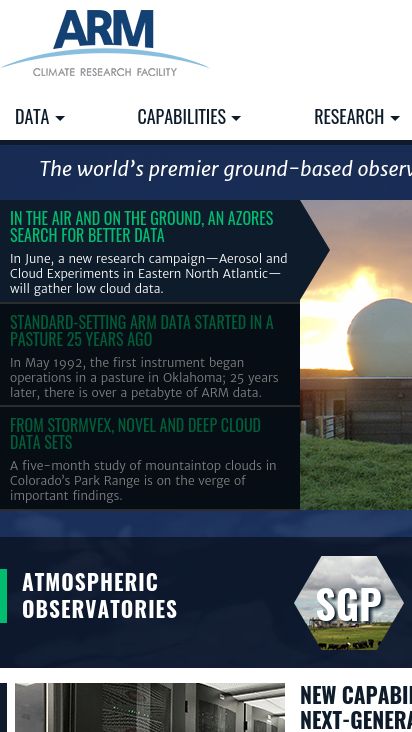 ARM
CLIMATE RESEARCH FACILITY
DATA
CAPABILITIES
RESEARCH
The world's premier ground-based observ
IN THE AIR AND ON THE GROUND, AN AZORES
SEARCH FOR BETTER DATA
In June, a new research campaign—Aerosol and
Cloud Experiments in Eastern North Atlantic—
will gather low cloud data.
STANDARD-SETTING ARM DATA STARTED IN A
PASTURE 25 YEARS AGO
In May 1992, the first instrument began
operations in a pasture in Oklahoma; 25 years
later, there is over a petabyte of ARM data.
FROM STORMVEX, NOVEL AND DEEP CLOUD
DATA SETS
A five-month study of mountaintop clouds in
Colorado's Park Range is on the verge of
important findings.
ATMOSPHERIC
OBSERVATORIES
SGP
NEW CAPABI
NEXT-GENERA